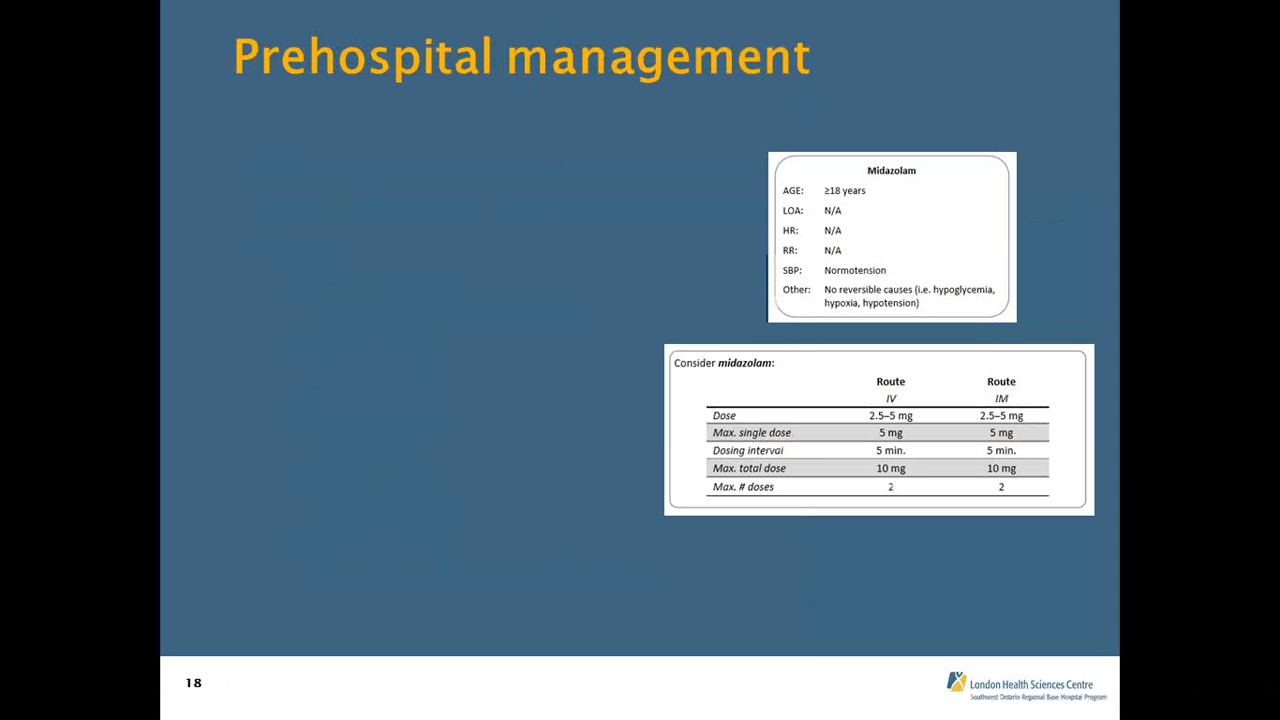 Prehospital management
Midazolam
AGE: ≥18 years
LOA: N/A
HR: N/A
RR: N/A
SBP: Normotension
Other: No reversible causes (i.e. hypoglycemia,
hypoxia, hypotension)
Consider midazolam:
Route Route
IV IM
Dose 2.5–5 mg 2.5–5 mg
Max. single dose 5 mg 5 mg
Dosing interval 5 min. 5 min.
Max. total dose 10 mg 10 mg
Max. # doses 2 2
18
London Health Sciences Centre
Southwest Ontario Regional Base Hospital Program